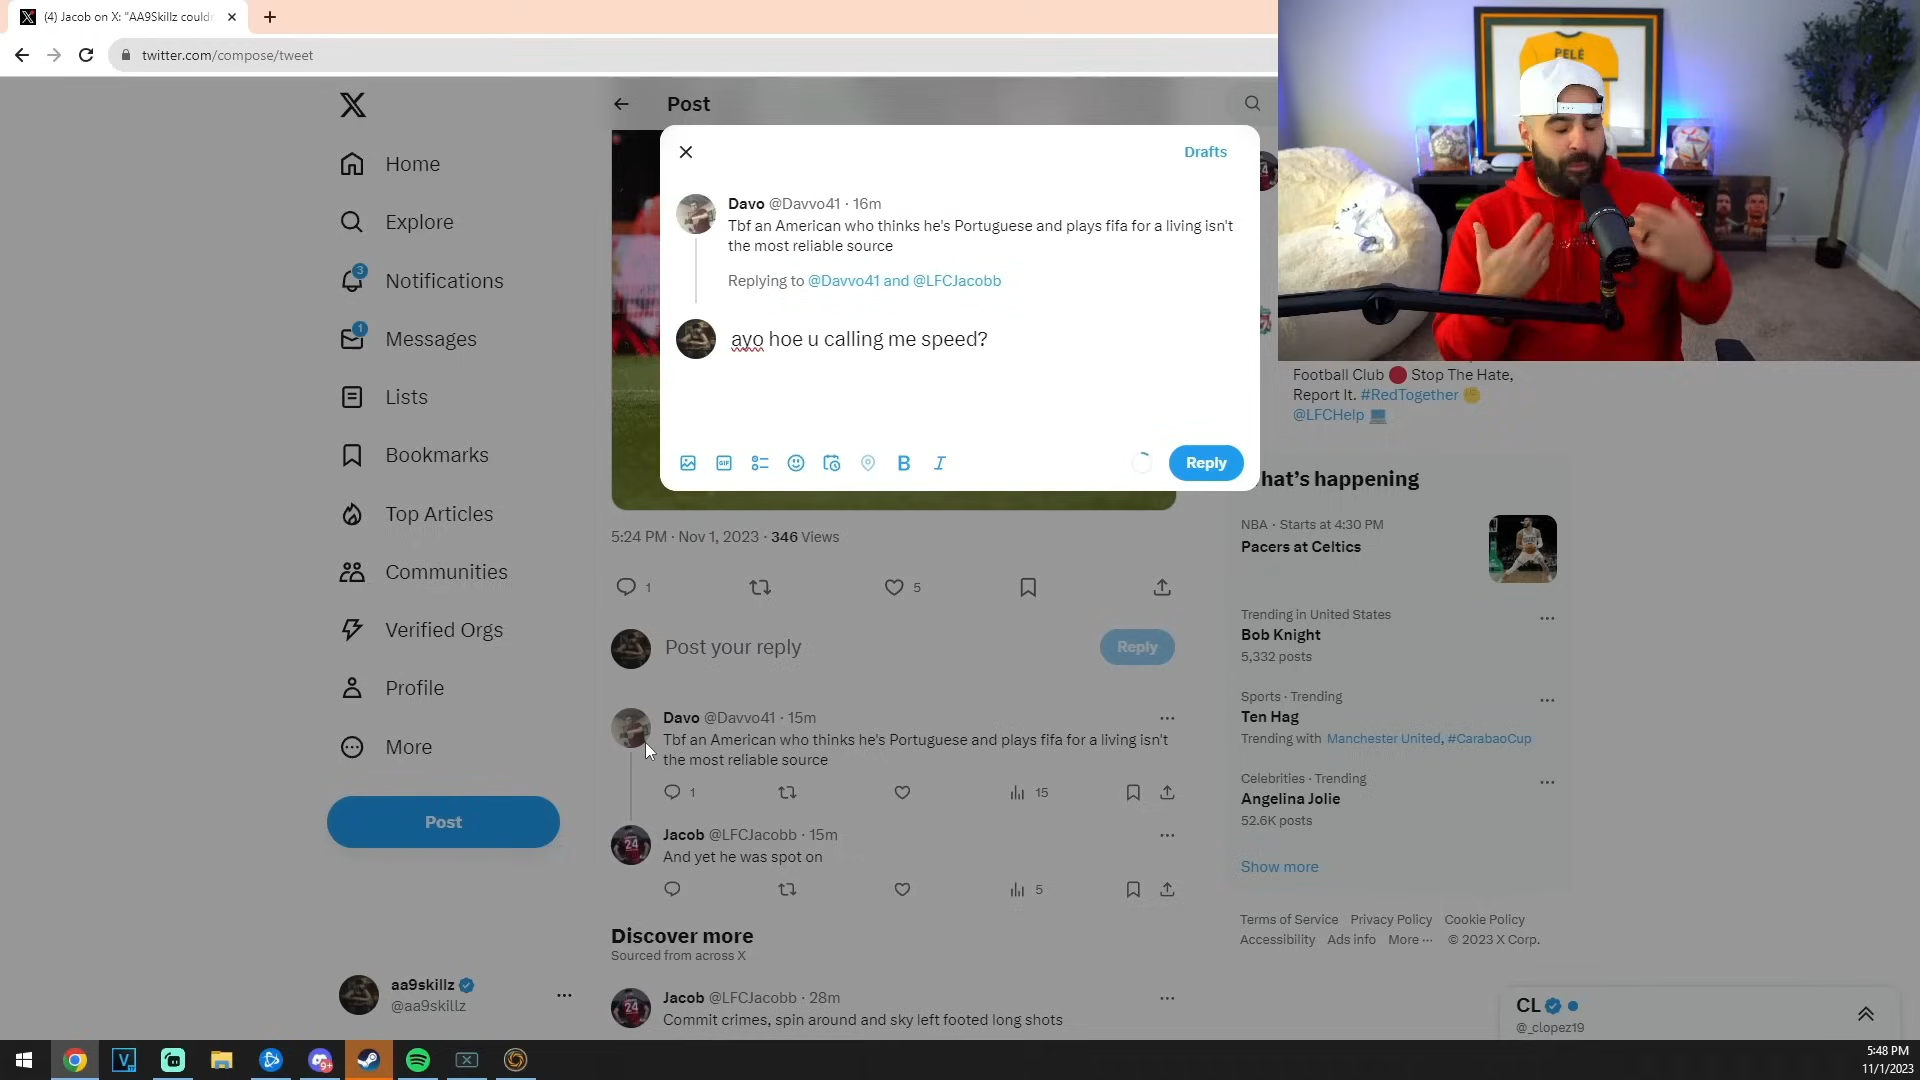 (4) Jacob on X: "AA9Skillz couldn
twitter.com/compose/tweet
PELÉ
Post
Home
Explore
3
Notifications
1
Messages
Lists
Bookmarks
Top Articles
Communities
Verified Orgs
Profile
More
Post
aa9skillz
@aa9skillz
Drafts
Davo @Davvo41 · 16m
Tbf an American who thinks he's Portuguese and plays fifa for a living isn't
the most reliable source
Replying to @Davvo41 and @LFCJacobb
ayo hoe u calling me speed?
GIF
B I
Reply
5:24 PM · Nov 1, 2023 · 346 Views
1
5
Post your reply
Reply
Davo @Davvo41 · 15m
Tbf an American who thinks he's Portuguese and plays fifa for a living isn't
the most reliable source
1
15
24
Jacob @LFCJacobb · 15m
And yet he was spot on
5
Discover more
Sourced from across X
24
Jacob @LFCJacobb · 28m
Commit crimes, spin around and sky left footed long shots
Football Club 🔴 Stop The Hate,
Report It. #RedTogether ✊
@LFCHelp 💻
hat's happening
NBA · Starts at 4:30 PM
Pacers at Celtics
Trending in United States
Bob Knight
5,332 posts
Sports · Trending
Ten Hag
Trending with Manchester United, #CarabaoCup
Celebrities · Trending
Angelina Jolie
52.6K posts
Show more
Terms of Service Privacy Policy Cookie Policy
Accessibility Ads info More ··· © 2023 X Corp.
CL
@_clopez19
V
9+
5:48 PM
11/1/2023